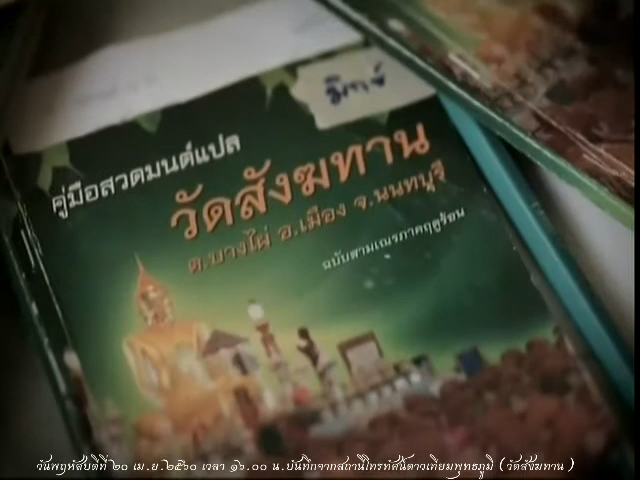 คู่มือสวดมนต์แปล
วัดสังฆทาน
ต.บางไผ่ อ.เมือง จ.นนทบุรี
ฉบับสามเณรภาคฤดูร้อน
วันพฤหัสบดีที่ ๒๐ เม.ย.๒๕๖๐ เวลา ๑๖.๐๐ น.บันทึกจากสถานีโทรทัศน์ดาวเทียมพุทธภูมิ ( วัดสังฆทาน )